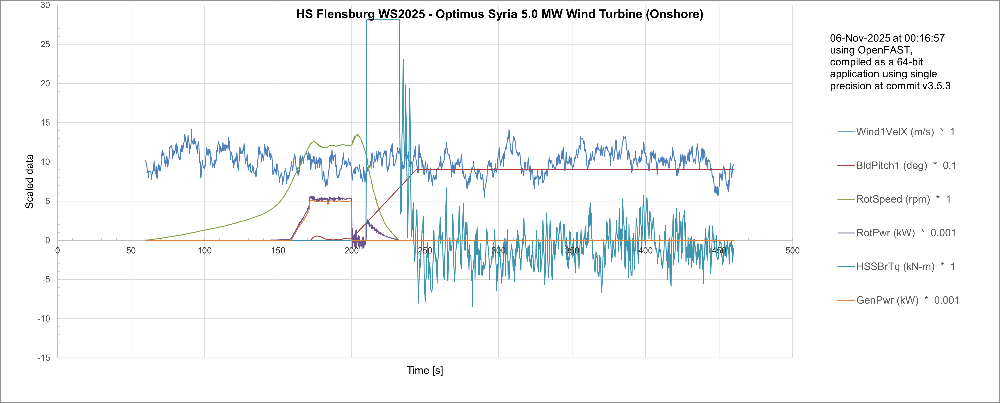 HS Flensburg WS2025 - Optimus Syria 5.0 MW Wind Turbine (Onshore)
30
25
20
15
10
5
0
-5
-10
-15
Scaled data
0 50 100 150 200 250 300 350 400 450 500
Time [s]
06-Nov-2025 at 00:16:57
using OpenFAST,
compiled as a 64-bit
application using single
precision at commit v3.5.3
Wind1VelX (m/s) * 1
BldPitch1 (deg) * 0.1
RotSpeed (rpm) * 1
RotPwr (kW) * 0.001
HSSBrTq (kN-m) * 1
GenPwr (kW) * 0.001